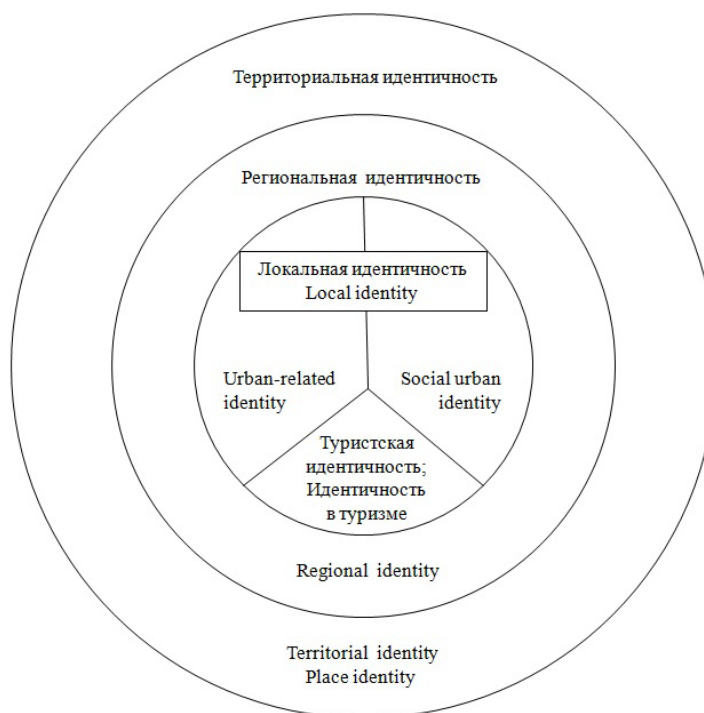 Территориальная идентичность
Региональная идентичность
Локальная идентичность
Local identity
Urban-related
identity
Social urban
identity
Туристская
идентичность;
Идентичность
в туризме
Regional identity
Territorial identity
Place identity